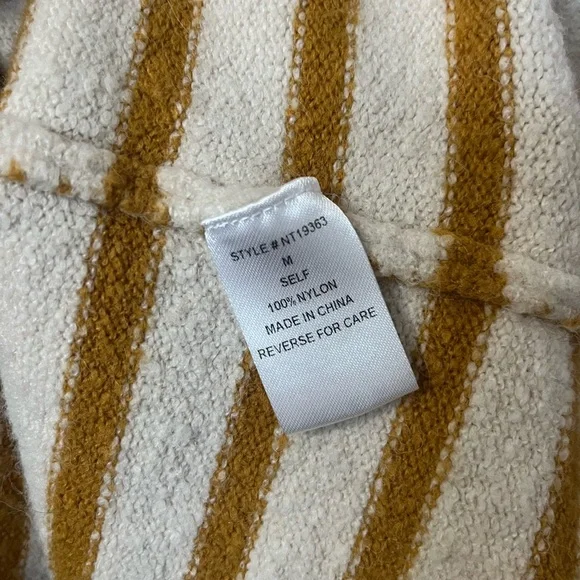 STYLE # NT19363
M
SELF
100% NYLON
MADE IN CHINA
REVERSE FOR CARE